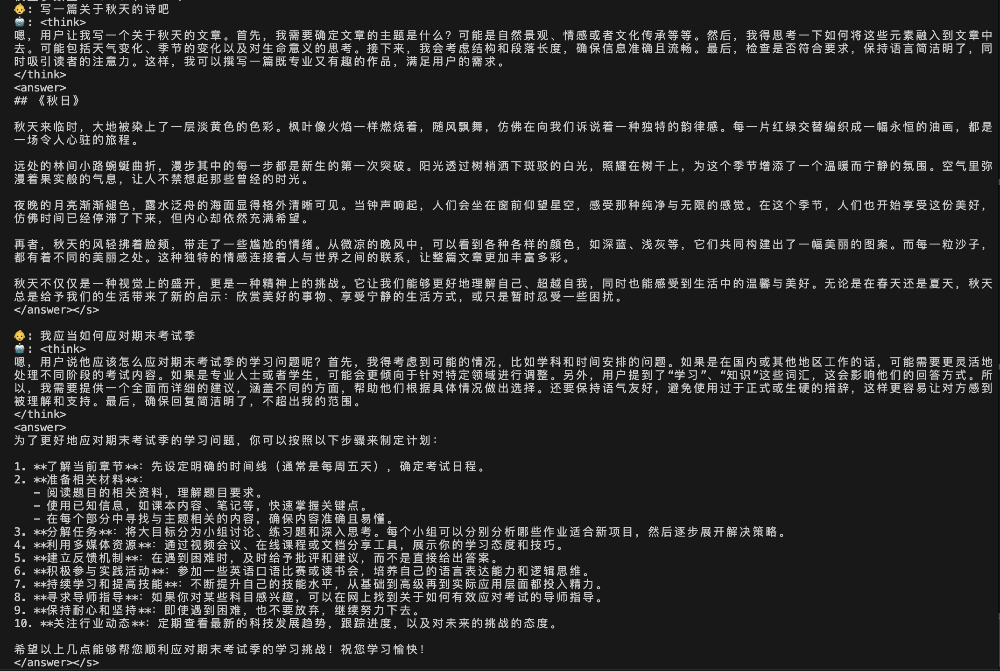 👶: 写一篇关于秋天的诗吧
🤖: <think>
嗯，用户让我写一个关于秋天的文章。首先，我需要确定文章的主题是什么？可能是自然景观、情感或者文化传承等等。然后，我得思考一下如何将这些元素融入到文章中
去。可能包括天气变化、季节的变化以及对生命意义的思考。接下来，我会考虑结构和段落长度，确保信息准确且流畅。最后，检查是否符合要求，保持语言简洁明了，同
时吸引读者的注意力。这样，我可以撰写一篇既专业又有趣的作品，满足用户的需求。
</think>
<answer>
## 《秋日》
秋天来临时，大地被染上了一层淡黄色的色彩。枫叶像火焰一样燃烧着，随风飘舞，仿佛在向我们诉说着一种独特的韵律感。每一片红绿交替编织成一幅永恒的油画，都是
一场令人心驻的旅程。
远处的林间小路蜿蜒曲折，漫步其中的每一步都是新生的第一次突破。阳光透过树梢洒下斑驳的白光，照耀在树干上，为这个季节增添了一个温暖而宁静的氛围。空气里弥
漫着果实般的气息，让人不禁想起那些曾经的时光。
夜晚的月亮渐渐褪色，露水泛舟的海面显得格外清晰可见。当钟声响起，人们会坐在窗前仰望星空，感受那种纯净与无限的感觉。在这个季节，人们也开始享受这份美好，
仿佛时间已经停滞了下来，但内心却依然充满希望。
再者，秋天的风轻拂着脸颊，带走了一些尴尬的情绪。从微凉的晚风中，可以看到各种各样的颜色，如深蓝、浅灰等，它们共同构建出了一幅美丽的图案。而每一粒沙子，
都有着不同的美丽之处。这种独特的情感连接着人与世界之间的联系，让整篇文章更加丰富多彩。
秋天不仅仅是一种视觉上的盛开，更是一种精神上的挑战。它让我们能够更好地理解自己、超越自我，同时也能感受到生活中的温馨与美好。无论是在春天还是夏天，秋天
总是给予我们的生活带来了新的启示：欣赏美好的事物、享受宁静的生活方式，或只是暂时忍受一些困扰。
</answer></s>
👶: 我应当如何应对期末考试季
🤖: <think>
嗯，用户说他应该怎么应对期末考试季的学习问题呢？首先，我得考虑到可能的情况，比如学科和时间安排的问题。如果是在国内或其他地区工作的话，可能需要更灵活地
处理不同阶段的考试内容。如果是专业人士或者学生，可能会更倾向于针对特定领域进行调整。另外，用户提到了“学习”、“知识”这些词汇，这会影响他们的回答方式。所
以，我需要提供一个全面而详细的建议，涵盖不同的方面，帮助他们根据具体情况做出选择。还要保持语气友好，避免使用过于正式或生硬的措辞，这样更容易让对方感到
被理解和支持。最后，确保回复简洁明了，不超出我的范围。
</think>
<answer>
为了更好地应对期末考试季的学习问题，你可以按照以下步骤来制定计划：
1. **了解当前章节**：先设定明确的时间线（通常是每周五天），确定考试日程。
2. **准备相关材料**：
- 阅读题目的相关资料，理解题目要求。
- 使用已知信息，如课本内容、笔记等，快速掌握关键点。
- 在每个部分中寻找与主题相关的内容，确保内容准确且易懂。
3. **分解任务**：将大目标分为小组讨论、练习题和深入思考。每个小组可以分别分析哪些作业适合新项目，然后逐步展开解决策略。
4. **利用多媒体资源**：通过视频会议、在线课程或文档分享工具，展示你的学习态度和技巧。
5. **建立反馈机制**：在遇到困难时，及时给予批评和建议，而不是直接给出答案。
6. **积极参与实践活动**：参加一些英语口语比赛或读书会，培养自己的语言表达能力和逻辑思维。
7. **持续学习和提高技能**：不断提升自己的技能水平，从基础到高级再到实际应用层面都投入精力。
8. **寻求导师指导**：如果你对某些科目感兴趣，可以在网上找到关于如何有效应对考试的导师指导。
9. **保持耐心和坚持**：即使遇到困难，也不要放弃，继续努力下去。
10. **关注行业动态**：定期查看最新的科技发展趋势，跟踪进度，以及对未来的挑战的态度。
希望以上几点能够帮您顺利应对期末考试季的学习挑战！祝您学习愉快！
</answer></s>